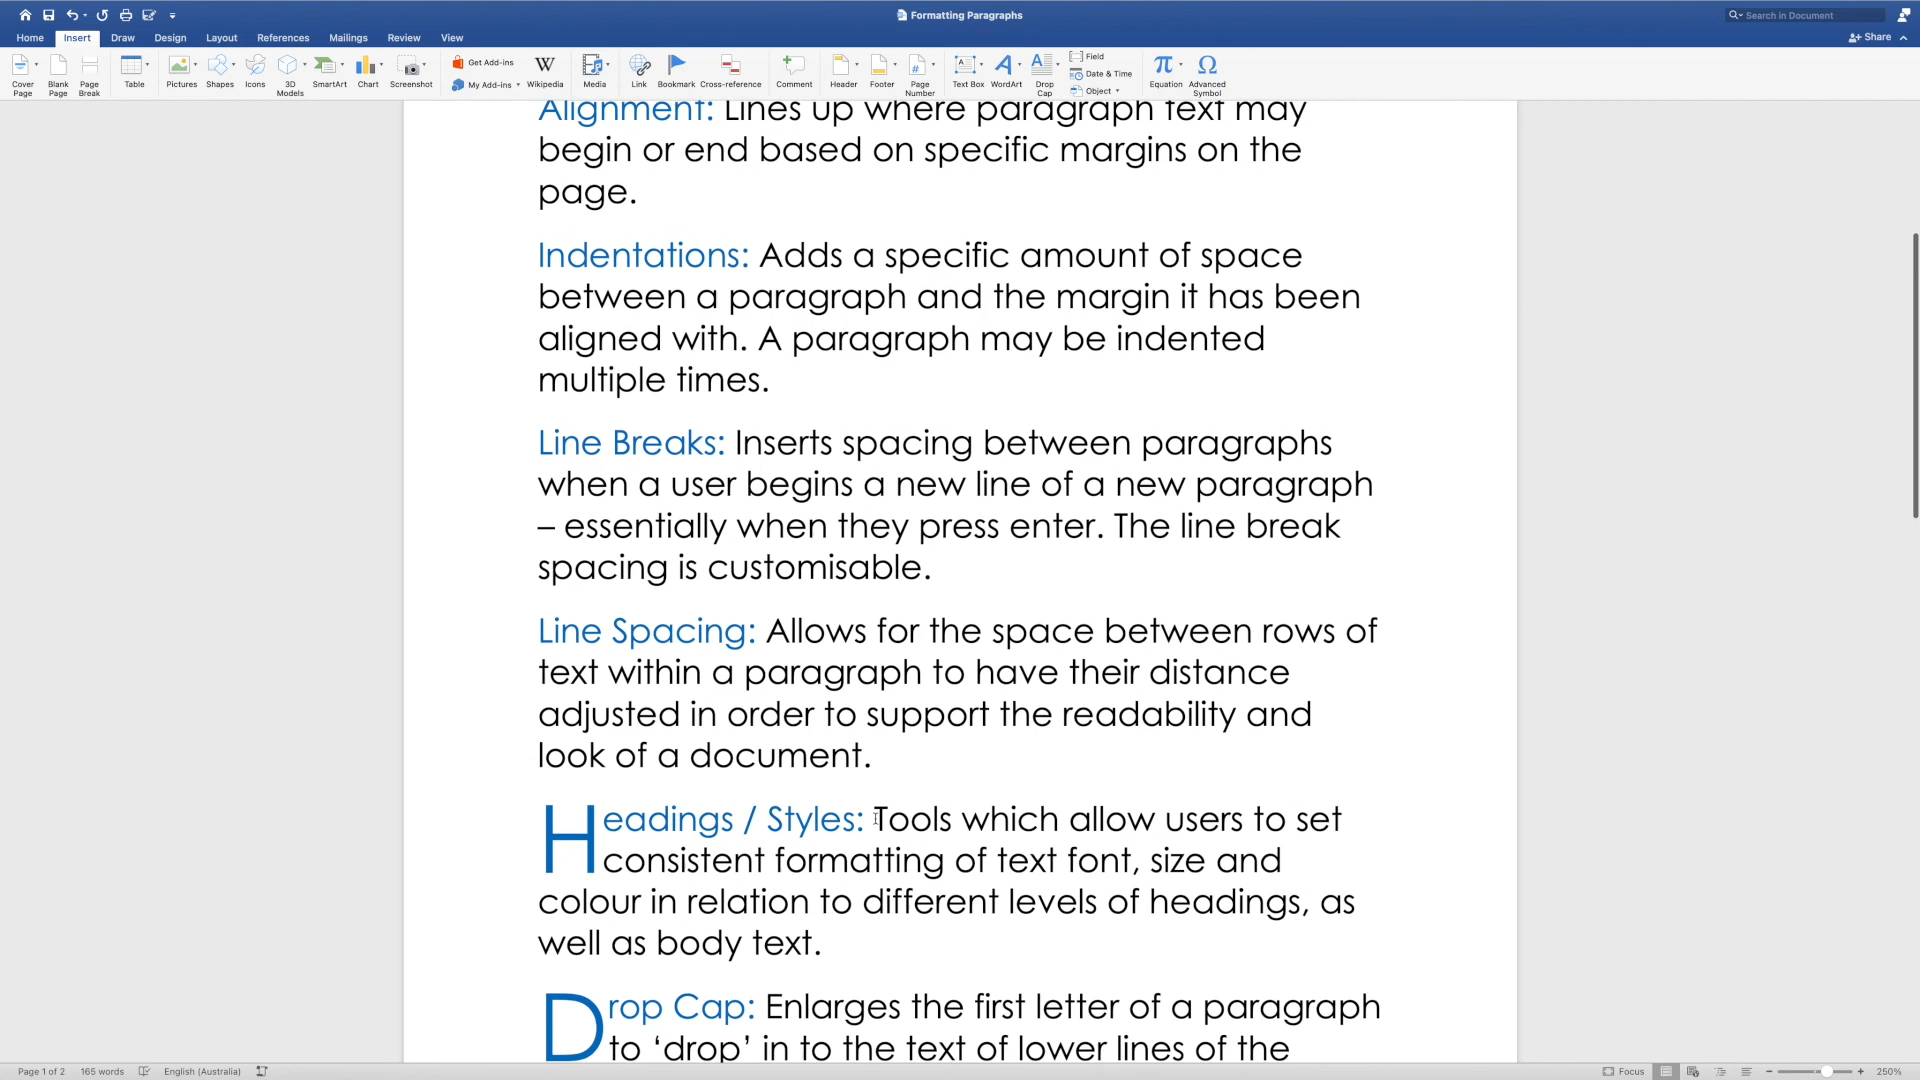 Formatting Paragraphs
Search in Document
Home Insert Draw Design Layout References Mailings Review View
Share
Cover Page
Blank Page
Page Break
Table
Pictures
Shapes
Icons
3D Models
SmartArt
Chart
Screenshot
Get Add-ins
My Add-ins
W
Wikipedia
Media
Link
Bookmark
Cross-reference
Comment
Header
Footer
Page Number
Text Box
WordArt
Drop Cap
Field
Date & Time
Object
π
Equation
Ω
Advanced Symbol
Alignment: Lines up where paragraph text may
begin or end based on specific margins on the
page.
Indentations: Adds a specific amount of space
between a paragraph and the margin it has been
aligned with. A paragraph may be indented
multiple times.
Line Breaks: Inserts spacing between paragraphs
when a user begins a new line of a new paragraph
– essentially when they press enter. The line break
spacing is customisable.
Line Spacing: Allows for the space between rows of
text within a paragraph to have their distance
adjusted in order to support the readability and
look of a document.
Headings / Styles: Tools which allow users to set
consistent formatting of text font, size and
colour in relation to different levels of headings, as
well as body text.
Drop Cap: Enlarges the first letter of a paragraph
to ‘drop’ in to the text of lower lines of the
Page 1 of 2 165 words English (Australia) Focus 250%